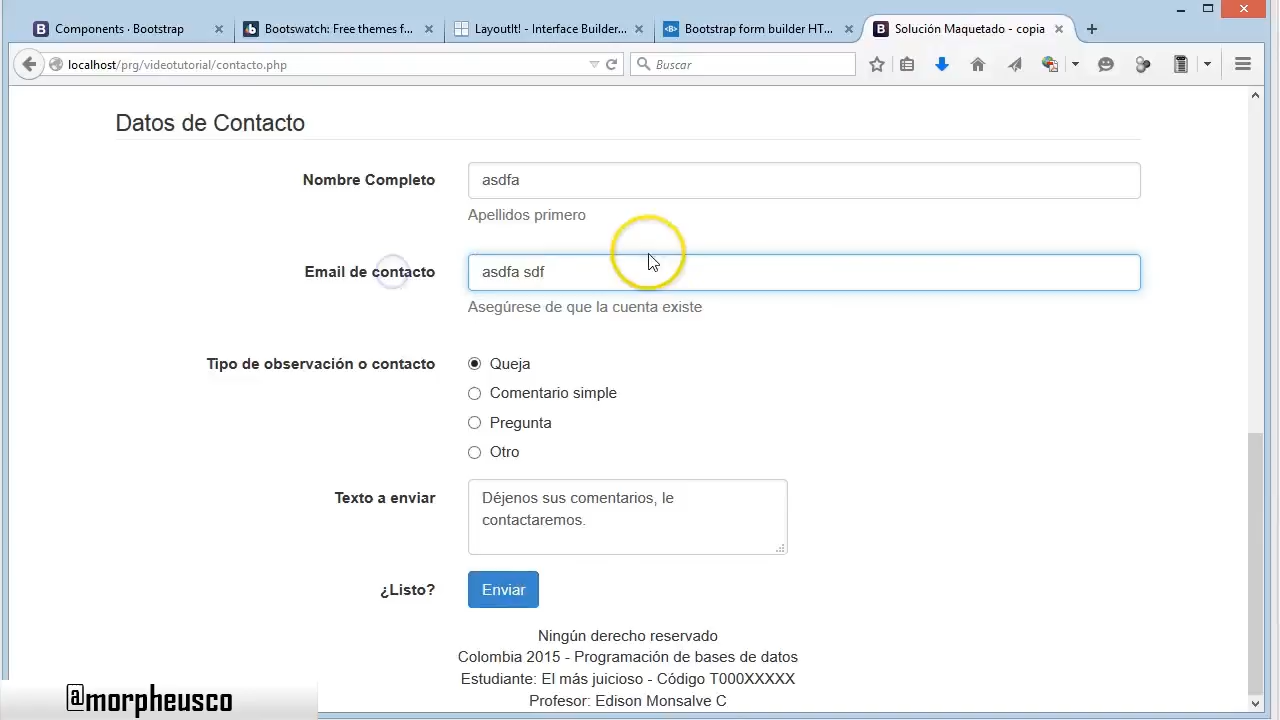 Components · Bootstrap
Bootswatch: Free themes f...
LayoutIt! - Interface Builder...
Bootstrap form builder HT...
Solución Maquetado - copia
localhost/prg/videotutorial/contacto.php
Buscar
Datos de Contacto
Nombre Completo
asdfa
Apellidos primero
Email de contacto
asdfa sdf
Asegúrese de que la cuenta existe
Tipo de observación o contacto
Queja
Comentario simple
Pregunta
Otro
Texto a enviar
Déjenos sus comentarios, le
contactaremos.
¿Listo?
Enviar
Ningún derecho reservado
Colombia 2015 - Programación de bases de datos
Estudiante: El más juicioso - Código T000XXXXX
Profesor: Edison Monsalve C
@morpheusco